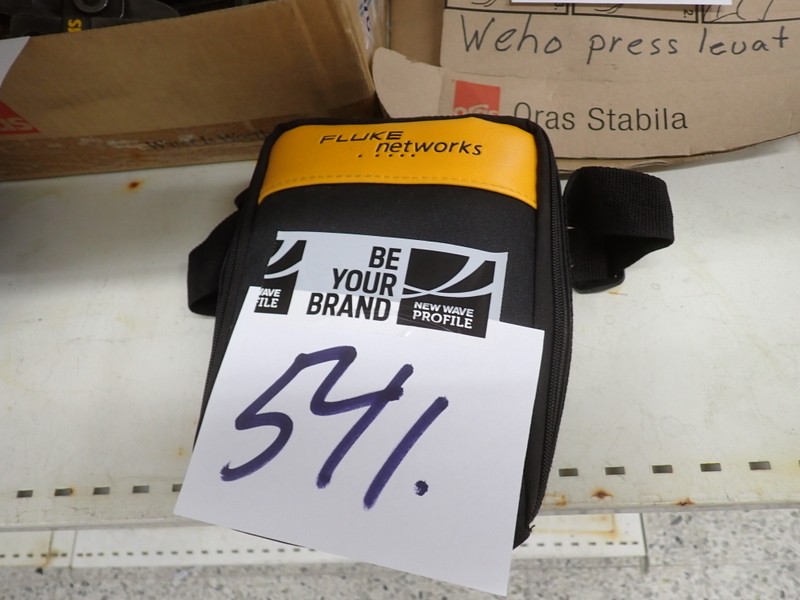 Weho press levat
Oras Stabila
FLUKE
networks
BE
YOUR
BRAND
NEW WAVE
PROFILE
WAVE
FILE
541.